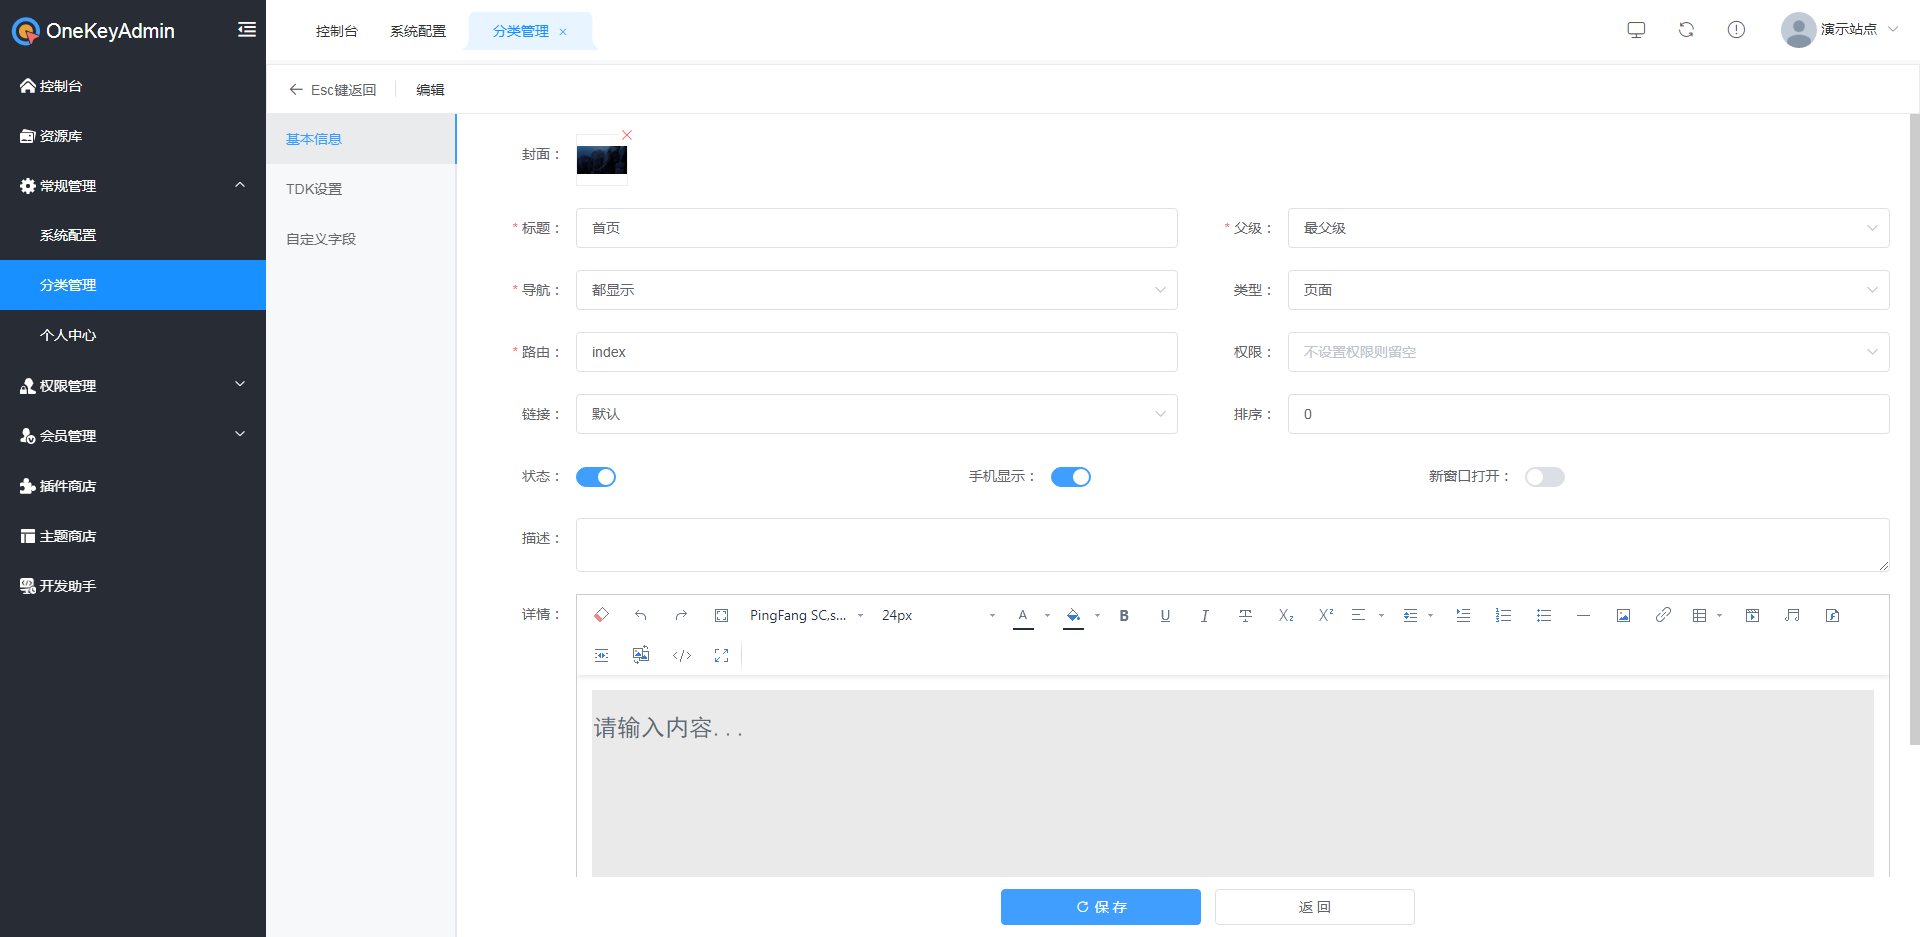 OneKeyAdmin
控制台
资源库
常规管理
系统配置
分类管理
个人中心
权限管理
会员管理
插件商店
主题商店
开发助手
控制台 系统配置 分类管理 ×
演示站点
Esc键返回 编辑
基本信息
TDK设置
自定义字段
封面：
* 标题： 首页 * 父级： 最父级
* 导航： 都显示 类型： 页面
* 路由： index 权限： 不设置权限则留空
链接： 默认 排序： 0
状态： 手机显示： 新窗口打开：
描述：
详情： PingFang SC,s... 24px
请输入内容...
保存 返回